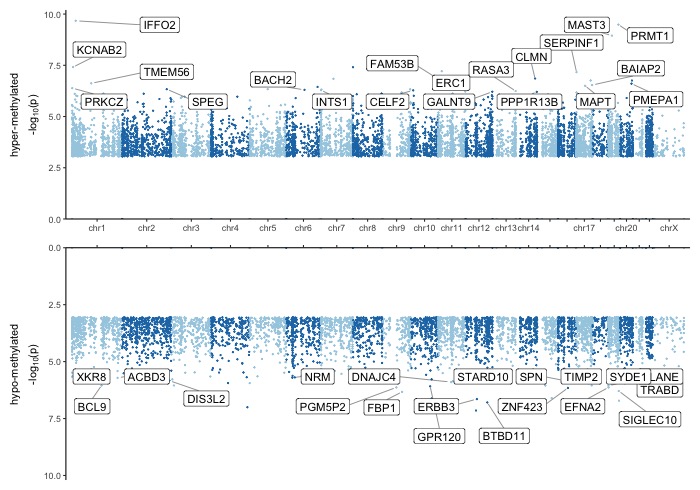 10.0
IFFO2
MAST3
PRMT1
KCNAB2
SERPINF1
7.5
TMEM56
BACH2
FAM53B
ERC1
RASA3
CLMN
BAIAP2
PRKCZ
SPEG
INTS1
CELF2
GALNT9
PPP1R13B
MAPT
PMEPA1
hyper-methylated
-log10(p)
5.0
2.5
0.0
chr1 chr2 chr3 chr4 chr5 chr6 chr7 chr8 chr9 chr10 chr11 chr12 chr13 chr14 chr17 chr20 chrX
0.0
2.5
hypo-methylated
-log10(p)
5.0
XKR8
ACBD3
NRM
DNAJC4
STARD10
SPN
TIMP2
SYDE1
LANE
TRABD
DIS3L2
BCL9
PGM5P2
FBP1
ERBB3
ZNF423
EFNA2
7.5
SIGLEC10
GPR120
BTBD11
10.0